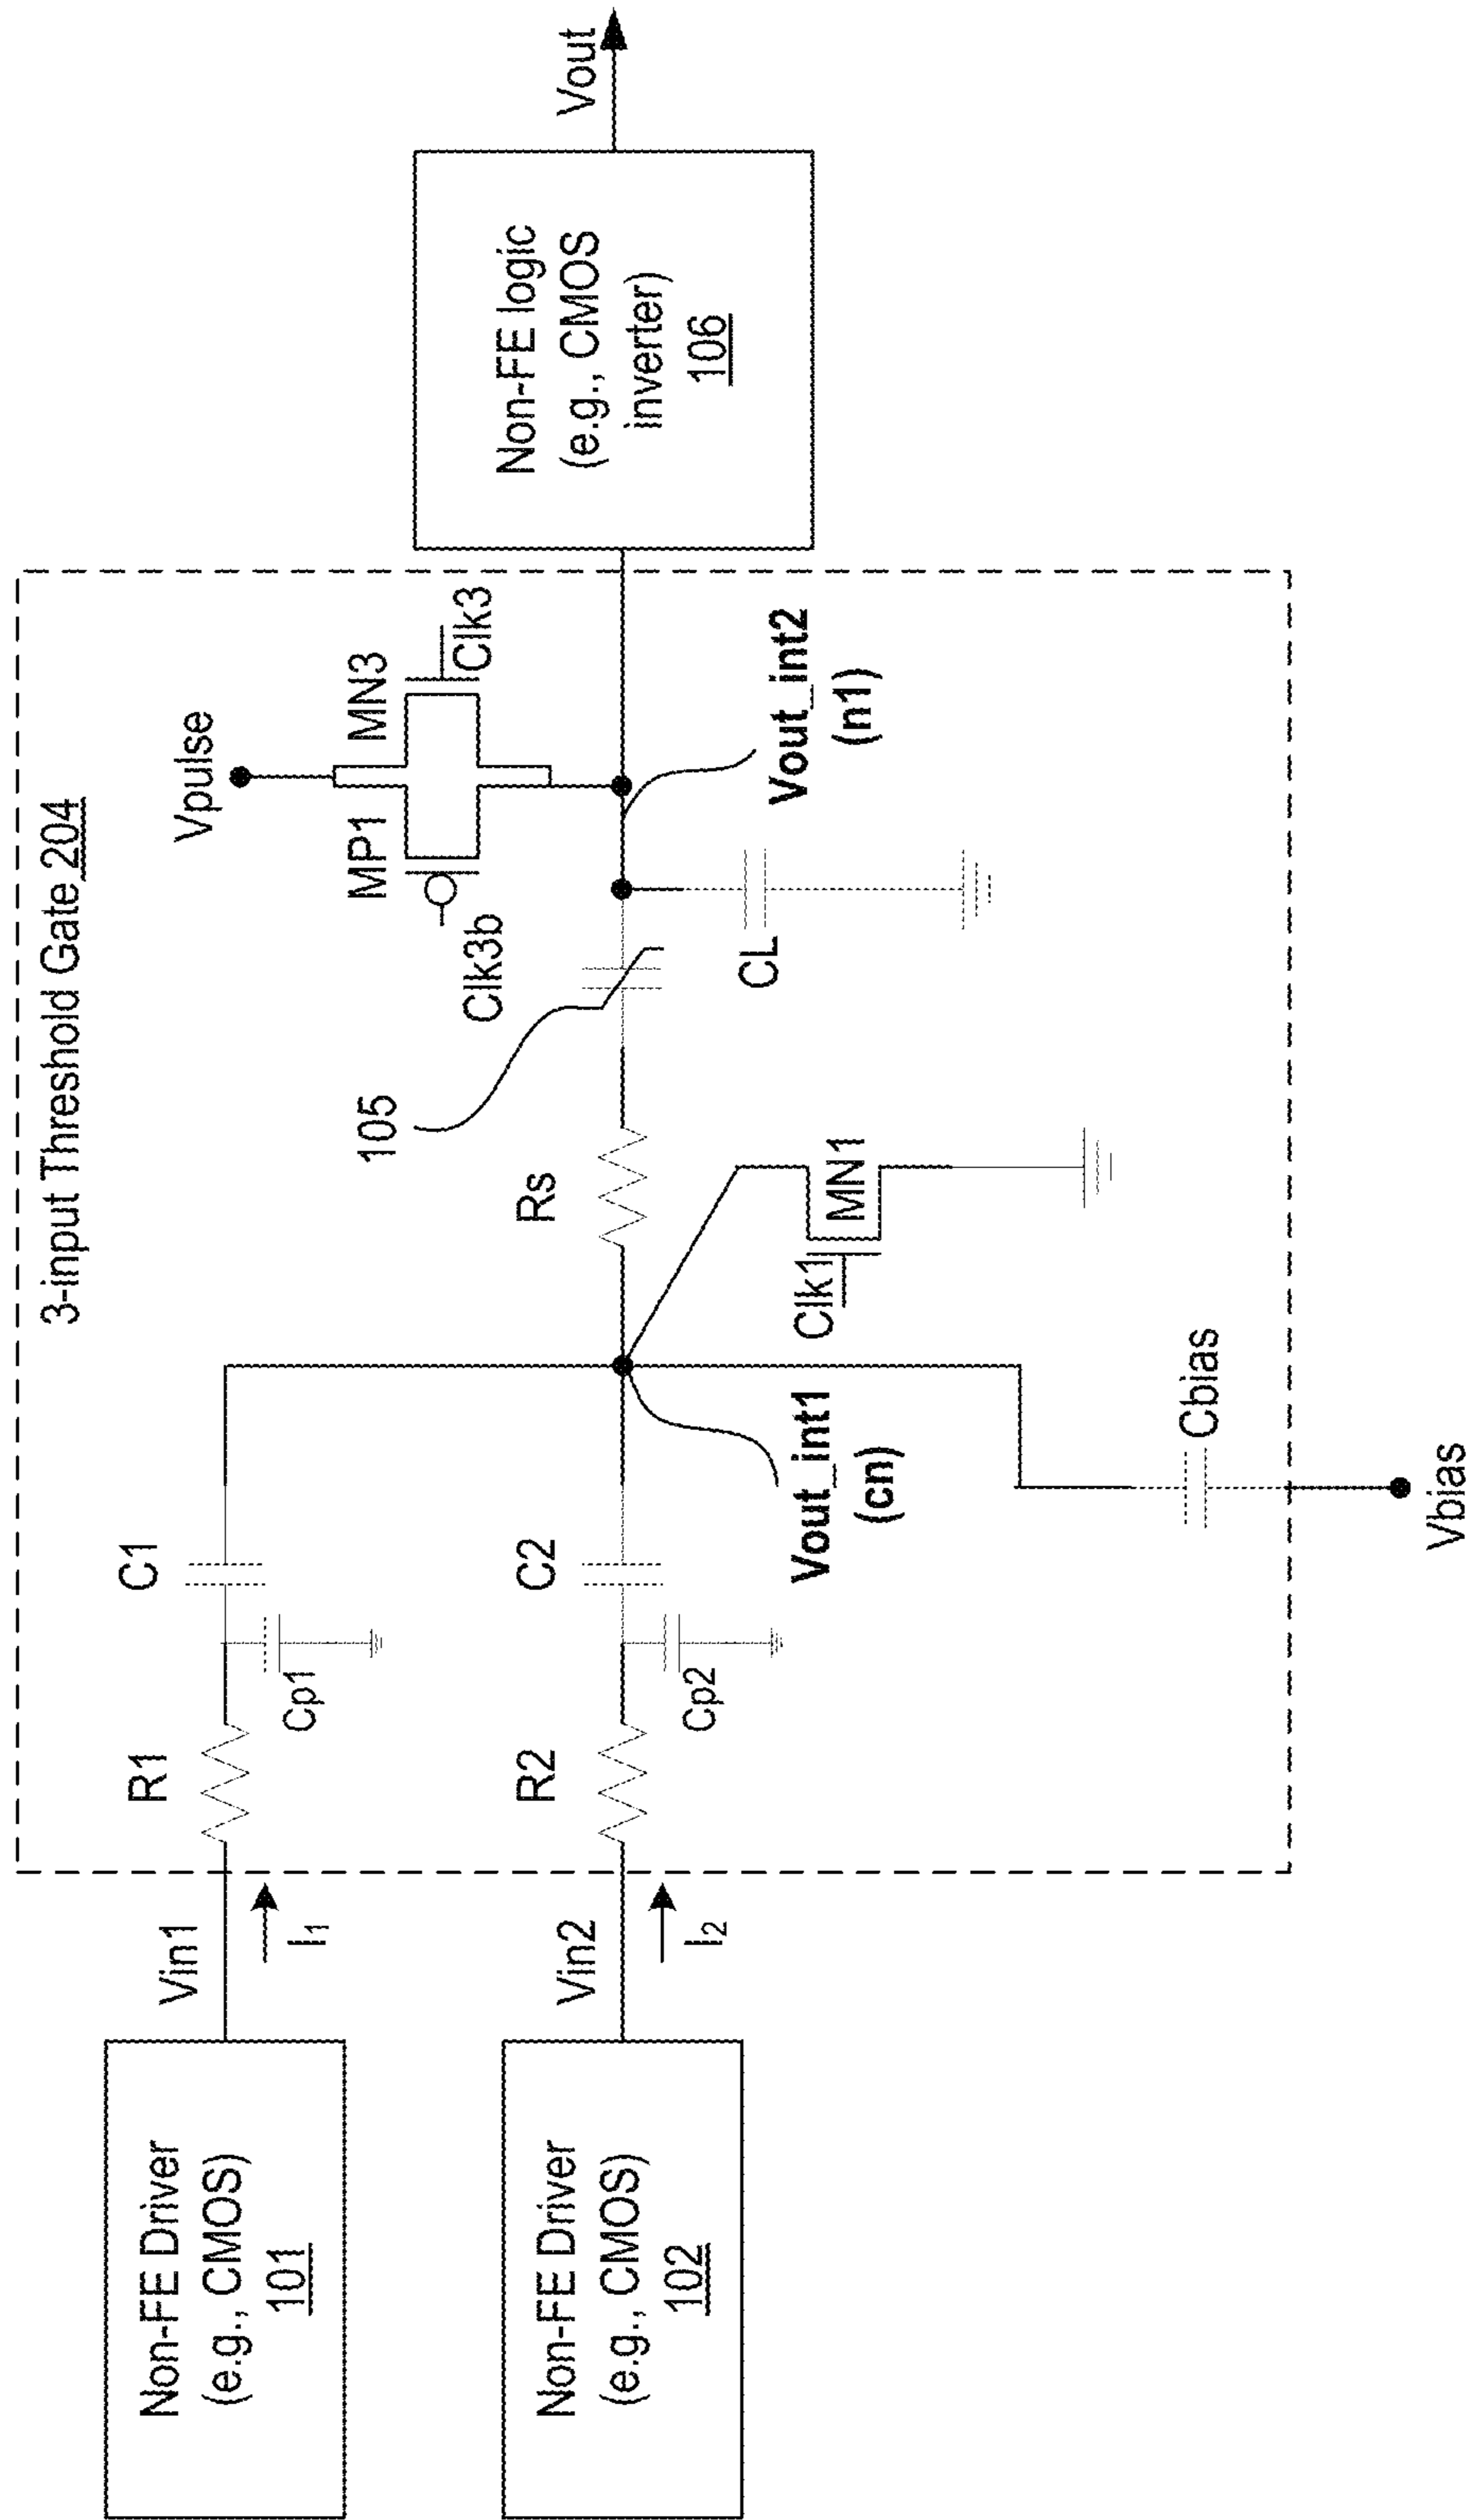 3-input Threshold Gate 204
Non-FE Driver
(e.g., CMOS)
101
Vin1
I1
R1
Cp1
C1
Non-FE Driver
(e.g., CMOS)
102
Vin2
I2
R2
Cp2
C2
Vout_int1
(cn)
Vbias
Cbias
Clk1
MN1
Rs
105
CL
Clk3b
MP1
MN3
Clk3
Vpulse
Vout_int2
(n1)
Non-FE logic
(e.g., CMOS
inverter)
106
Vout